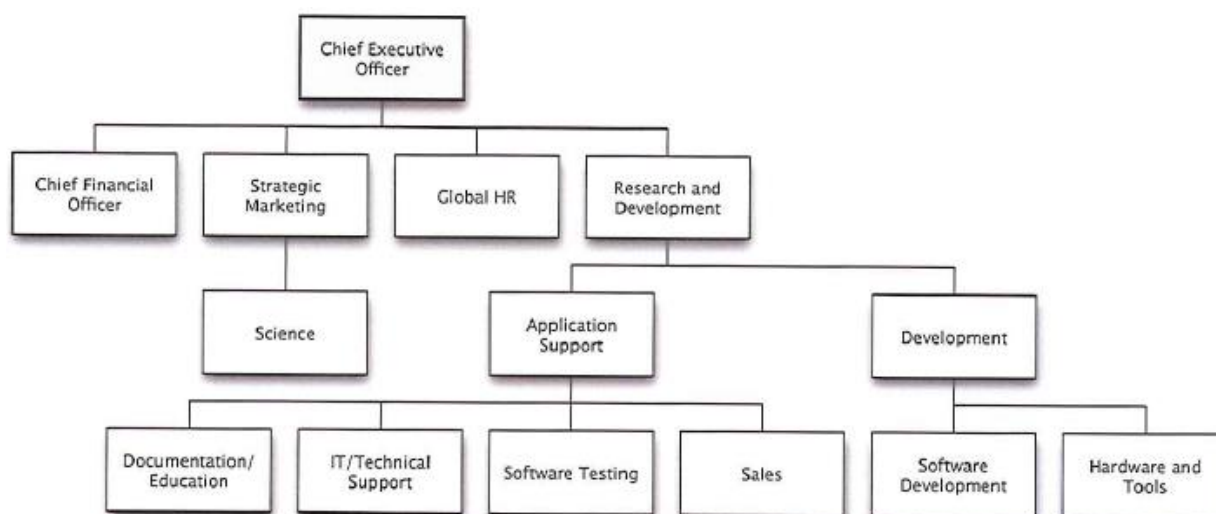 Chief Executive
Officer
Chief Financial
Officer
Strategic
Marketing
Global HR
Research and
Development
Science
Application
Support
Development
Documentation/
Education
IT/Technical
Support
Software Testing
Sales
Software
Development
Hardware and
Tools